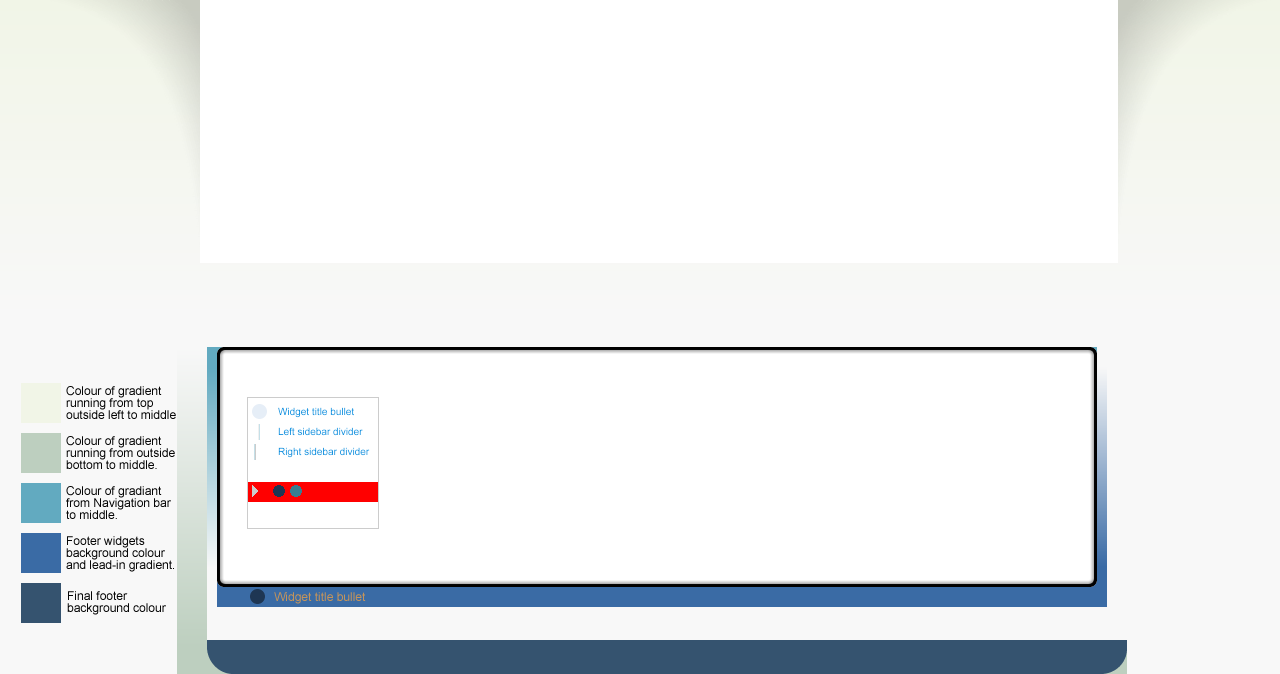 Colour of gradient
running from top
outside left to middle
Colour of gradient
running from outside
bottom to middle.
Colour of gradiant
from Navigation bar
to middle.
Footer widgets
background colour
and lead-in gradient.
Final footer
background colour
Widget title bullet
Left sidebar divider
Right sidebar divider
Widget title bullet